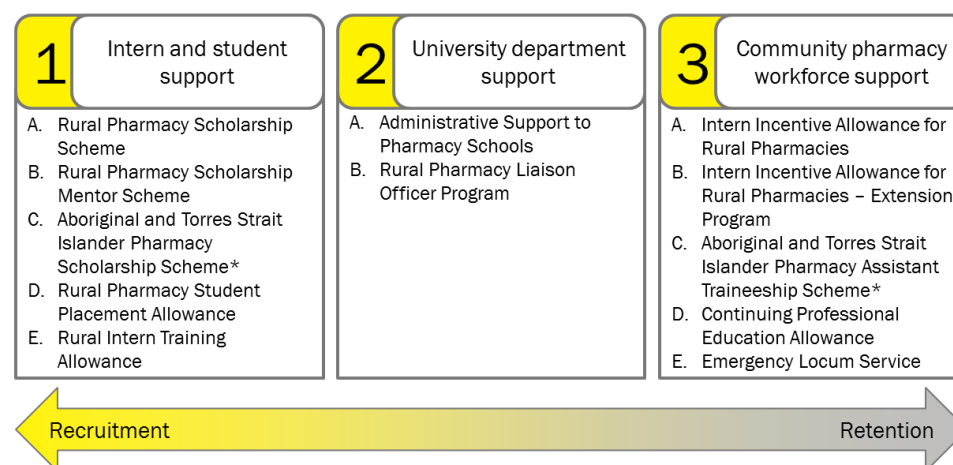 1
Intern and student
support
A. Rural Pharmacy Scholarship
Scheme
B. Rural Pharmacy Scholarship
Mentor Scheme
C. Aboriginal and Torres Strait
Islander Pharmacy
Scholarship Scheme*
D. Rural Pharmacy Student
Placement Allowance
E. Rural Intern Training
Allowance
2
University department
support
A. Administrative Support to
Pharmacy Schools
B. Rural Pharmacy Liaison
Officer Program
3
Community pharmacy
workforce support
A. Intern Incentive Allowance for
Rural Pharmacies
B. Intern Incentive Allowance for
Rural Pharmacies – Extension
Program
C. Aboriginal and Torres Strait
Islander Pharmacy Assistant
Traineeship Scheme*
D. Continuing Professional
Education Allowance
E. Emergency Locum Service
Recruitment
Retention